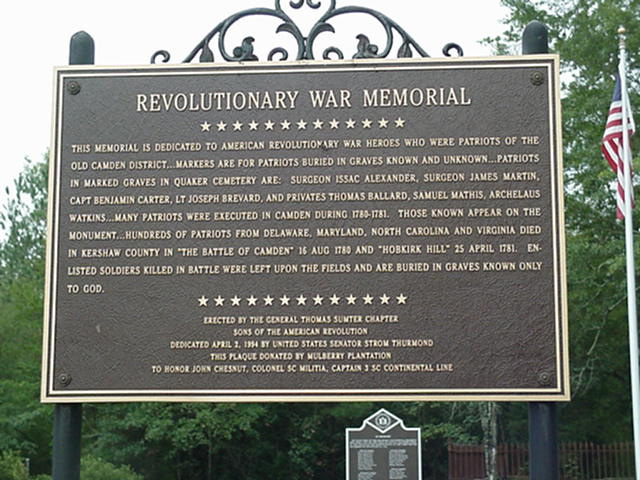 REVOLUTIONARY WAR MEMORIAL
THIS MEMORIAL IS DEDICATED TO AMERICAN REVOLUTIONARY WAR HEROES WHO WERE PATRIOTS OF THE
OLD CAMDEN DISTRICT...MARKERS ARE FOR PATRIOTS BURIED IN GRAVES KNOWN AND UNKNOWN...PATRIOTS
IN MARKED GRAVES IN QUAKER CEMETERY ARE: SURGEON ISSAC ALEXANDER, SURGEON JAMES MARTIN,
CAPT BENJAMIN CARTER, LT JOSEPH BREVARD, AND PRIVATES THOMAS BALLARD, SAMUEL MATHIS, ARCHELAUS
WATKINS...MANY PATRIOTS WERE EXECUTED IN CAMDEN DURING 1780-1781. THOSE KNOWN APPEAR ON THE
MONUMENT...HUNDREDS OF PATRIOTS FROM DELAWARE, MARYLAND, NORTH CAROLINA AND VIRGINIA DIED
IN KERSHAW COUNTY IN "THE BATTLE OF CAMDEN" 16 AUG 1780 AND "HOBKIRK HILL" 25 APRIL 1781. EN-
LISTED SOLDIERS KILLED IN BATTLE WERE LEFT UPON THE FIELDS AND ARE BURIED IN GRAVES KNOWN ONLY
TO GOD.
ERECTED BY THE GENERAL THOMAS SUMTER CHAPTER
SONS OF THE AMERICAN REVOLUTION
DEDICATED APRIL 2, 1994 BY UNITED STATES SENATOR STROM THURMOND
THIS PLAQUE DONATED BY MULBERRY PLANTATION
TO HONOR JOHN CHESNUT, COLONEL SC MILITIA, CAPTAIN 3 SC CONTINENTAL LINE